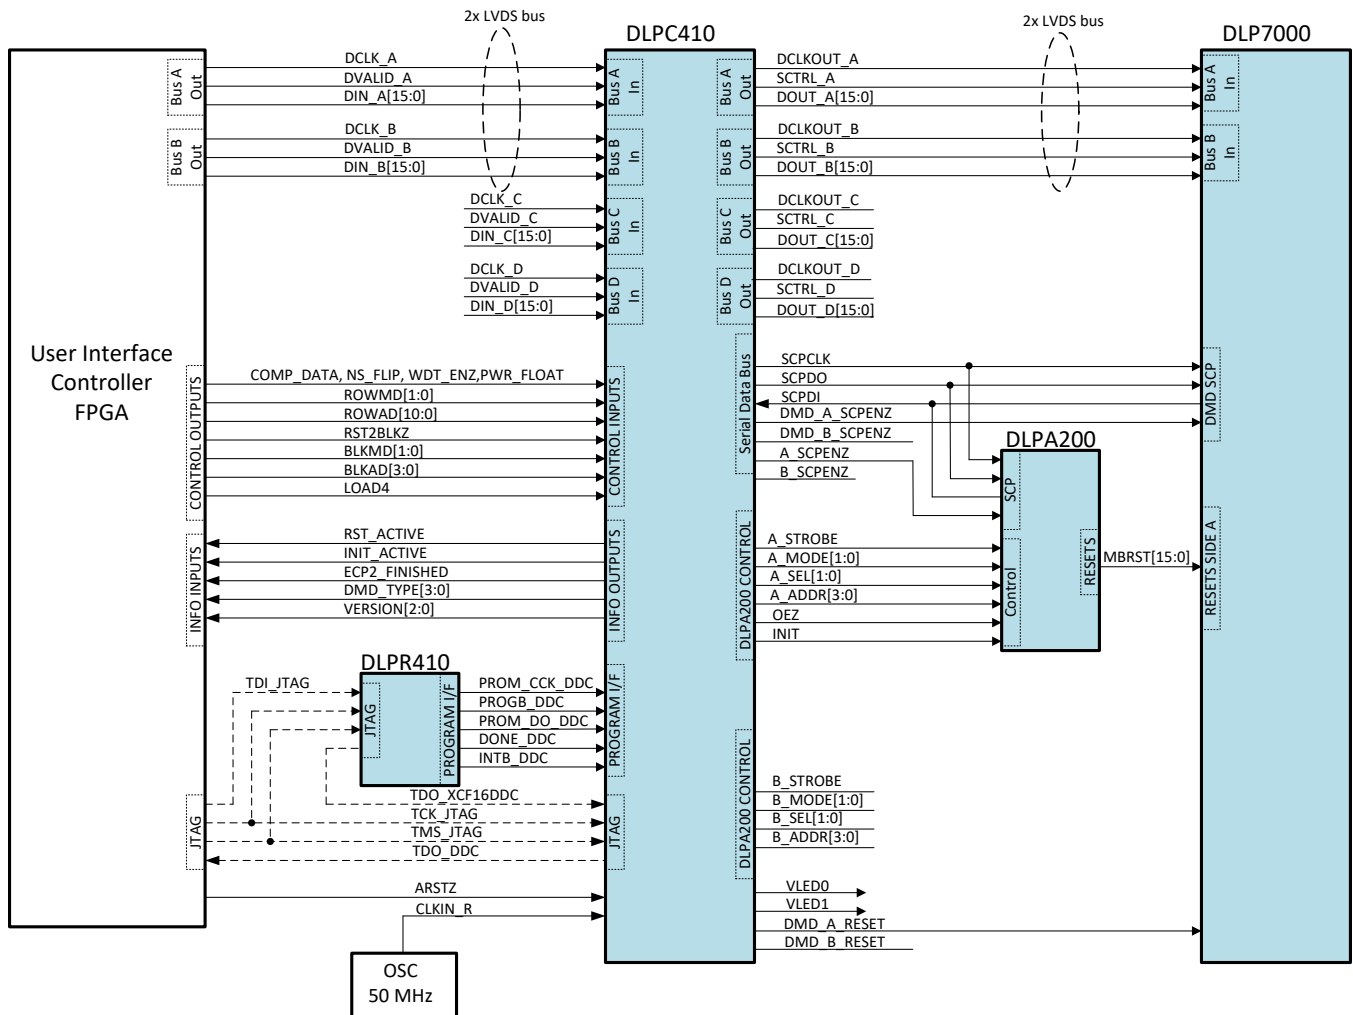 2x LVDS bus
2x LVDS bus
DLPC410
DLP7000
User Interface
Controller
FPGA
Bus A
Out
Bus B
Out
CONTROL OUTPUTS
INFO INPUTS
JTAG
DCLK_A
DVALID_A
DIN_A[15:0]
DCLK_B
DVALID_B
DIN_B[15:0]
DCLK_C
DVALID_C
DIN_C[15:0]
DCLK_D
DVALID_D
DIN_D[15:0]
COMP_DATA, NS_FLIP, WDT_ENZ,PWR_FLOAT
ROWMD[1:0]
ROWAD[10:0]
RST2BLKZ
BLKMD[1:0]
BLKAD[3:0]
LOAD4
RST_ACTIVE
INIT_ACTIVE
ECP2_FINISHED
DMD_TYPE[3:0]
VERSION[2:0]
DLPR410
JTAG
PROGRAM I/F
TDI_JTAG
PROM_CCK_DDC
PROGB_DDC
PROM_DO_DDC
DONE_DDC
INTB_DDC
TDO_XCF16DDC
TCK_JTAG
TMS_JTAG
TDO_DDC
ARSTZ
CLKIN_R
OSC
50 MHz
Bus A
In
Bus B
In
Bus C
In
Bus D
In
CONTROL INPUTS
INFO OUTPUTS
PROGRAM I/F
JTAG
Bus A
Out
Bus B
Out
Bus C
Out
Bus D
Out
Serial Data Bus
DLPA200 CONTROL
DLPA200 CONTROL
DCLKOUT_A
SCTRL_A
DOUT_A[15:0]
DCLKOUT_B
SCTRL_B
DOUT_B[15:0]
DCLKOUT_C
SCTRL_C
DOUT_C[15:0]
DCLKOUT_D
SCTRL_D
DOUT_D[15:0]
SCPCLK
SCPDO
SCPDI
DMD_A_SCPENZ
DMD_B_SCPENZ
A_SCPENZ
B_SCPENZ
A_STROBE
A_MODE[1:0]
A_SEL[1:0]
A_ADDR[3:0]
OEZ
INIT
B_STROBE
B_MODE[1:0]
B_SEL[1:0]
B_ADDR[3:0]
VLED0
VLED1
DMD_A_RESET
DMD_B_RESET
DLPA200
SCP
Control
RESETS
MBRST[15:0]
Bus A
In
Bus B
In
DMD SCP
RESETS SIDE A